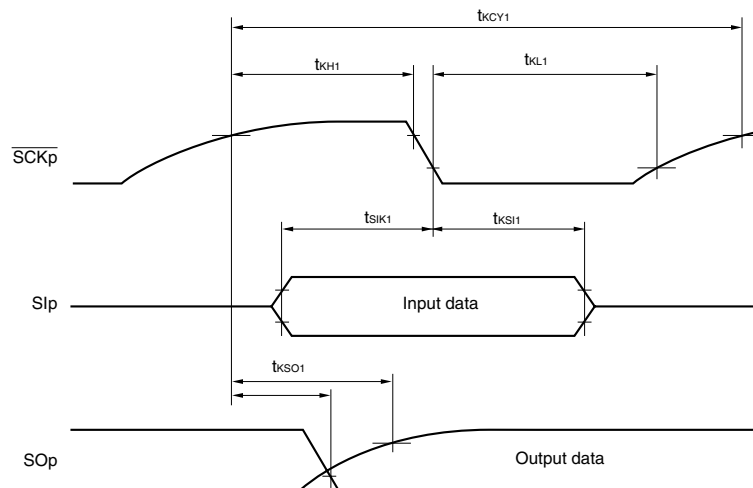 tKCY1
tKH1
tKL1
SCKp
tSIK1
tKSI1
SIp
Input data
tKSO1
SOp
Output data